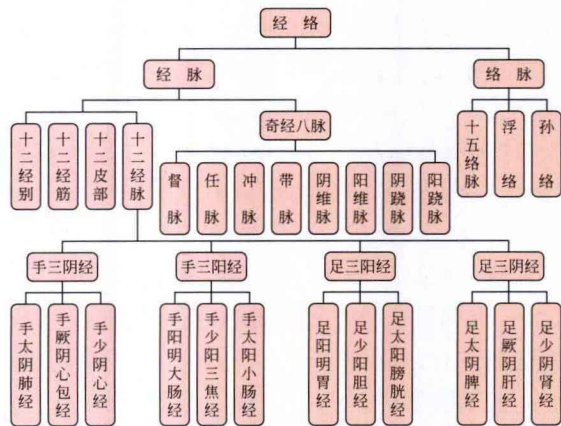 经络
经脉
络脉
奇经八脉
十二经别
十二经筋
十二皮部
十二经脉
督脉
任脉
冲脉
带脉
阴维脉
阳维脉
阴跷脉
阳跷脉
十五络脉
浮络
孙络
手三阴经
手三阳经
足三阳经
足三阴经
手太阴肺经
手厥阴心包经
手少阴心经
手阳明大肠经
手少阳三焦经
手太阳小肠经
足阳明胃经
足少阳胆经
足太阳膀胱经
足太阴脾经
足厥阴肝经
足少阴肾经